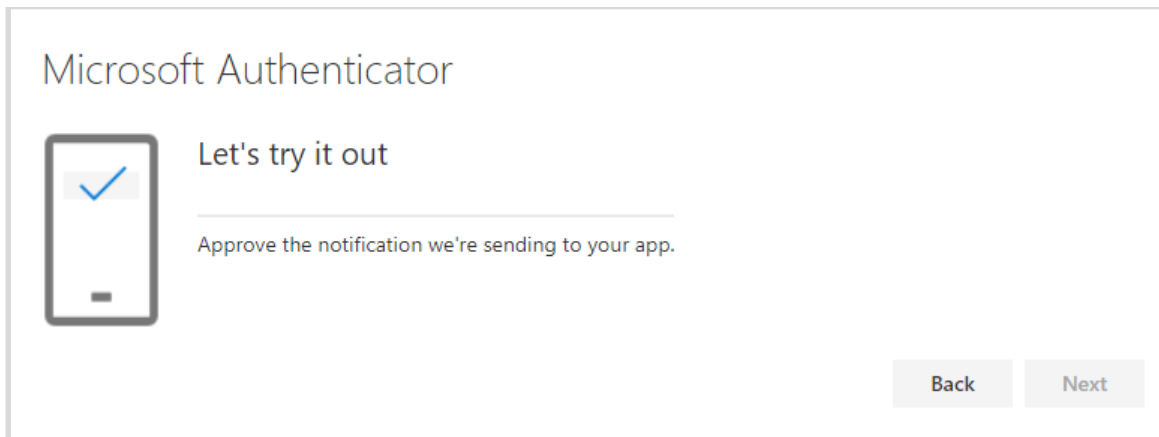 Microsoft Authenticator
Let's try it out
Approve the notification we're sending to your app.
Back
Next